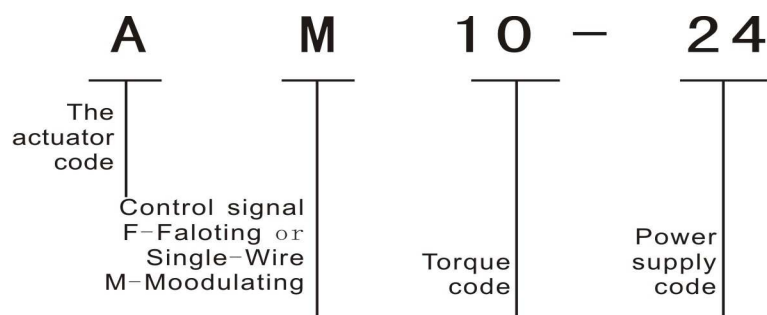 A M 10 - 24
The
actuator
code
Control signal
F-Faloting or
Single-Wire
M-Moodulating
Torque
code
Power
supply
code